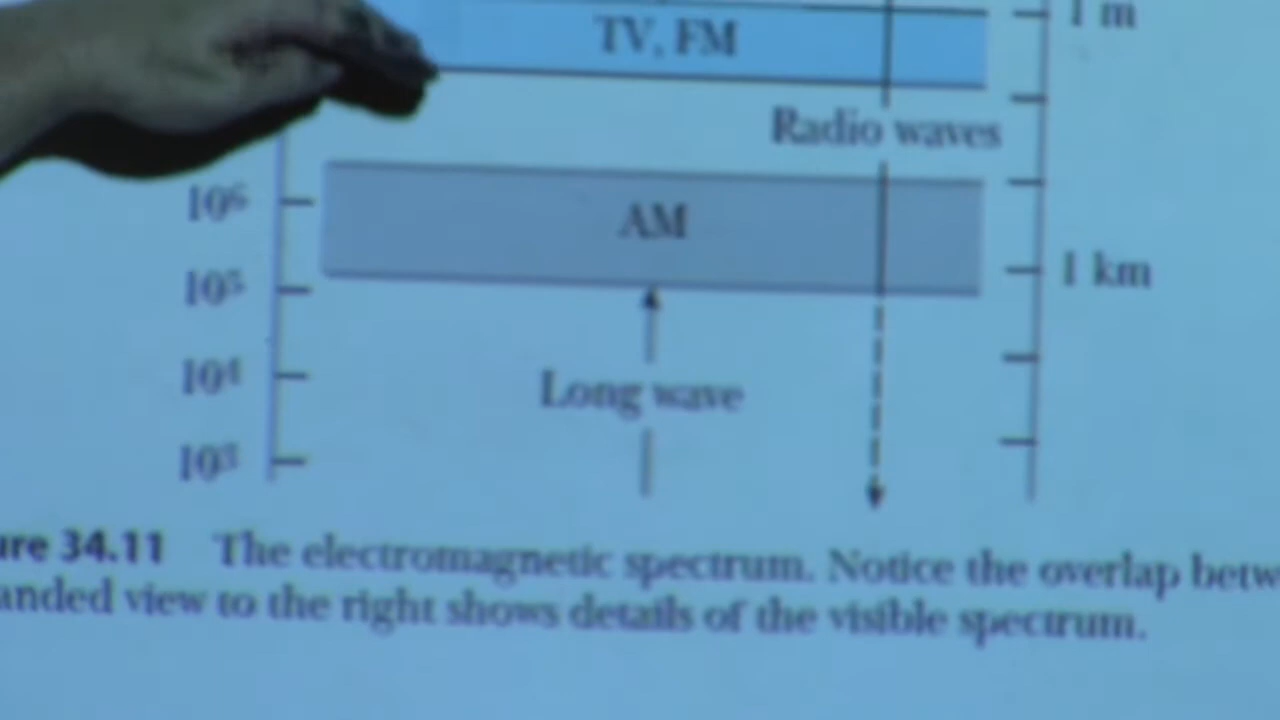 1 m
TV, FM
Radio waves
10⁶
AM
10⁵
1 km
10⁴
Long wave
10³
ure 34.11 The electromagnetic spectrum. Notice the overlap betw
anded view to the right shows details of the visible spectrum.